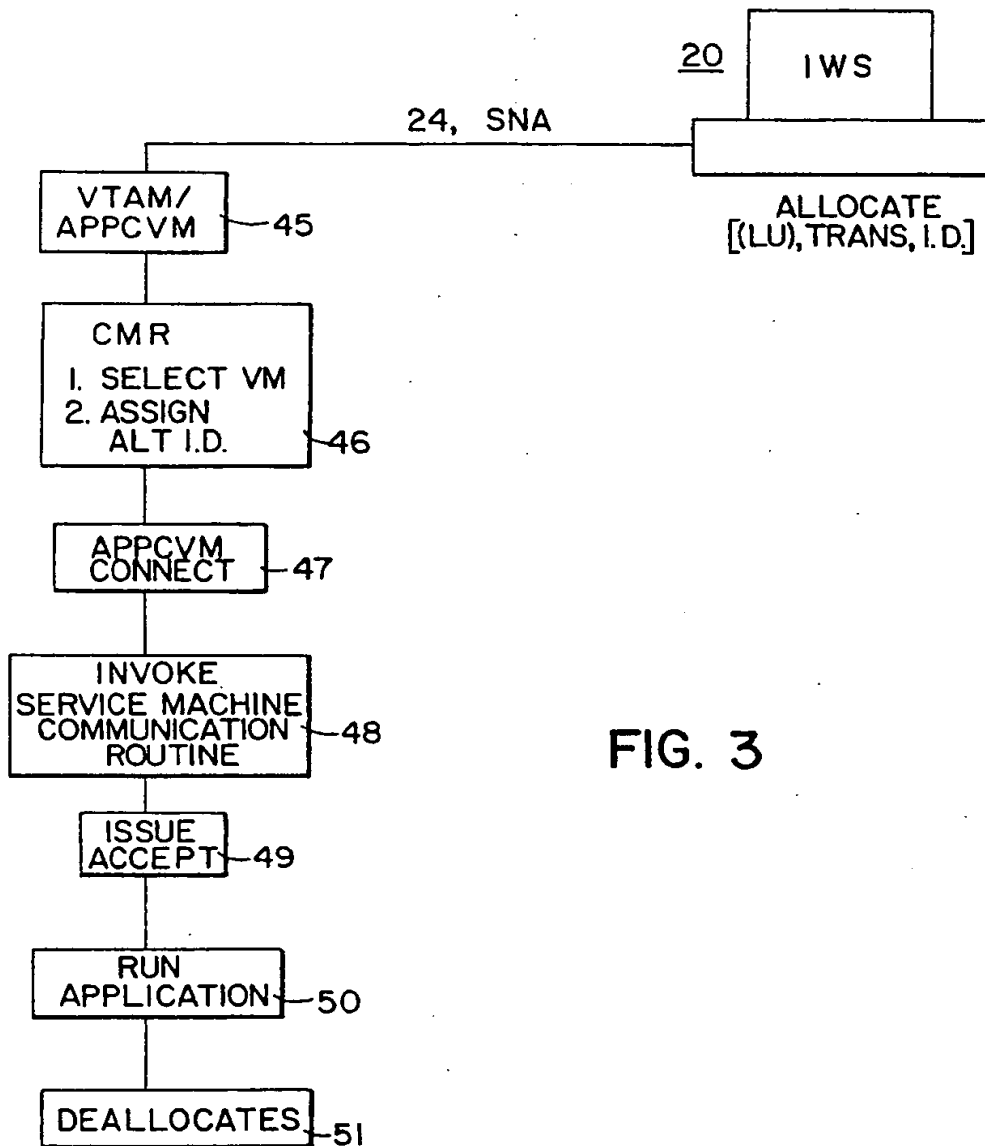 20
IWS
24, SNA
ALLOCATE
[(LU), TRANS, I.D.]
VTAM/
APPCVM
45
CMR
1. SELECT VM
2. ASSIGN
ALT I.D.
46
APPCVM
CONNECT
47
INVOKE
SERVICE MACHINE
COMMUNICATION
ROUTINE
48
FIG. 3
ISSUE
ACCEPT
49
RUN
APPLICATION
50
DEALLOCATES
51